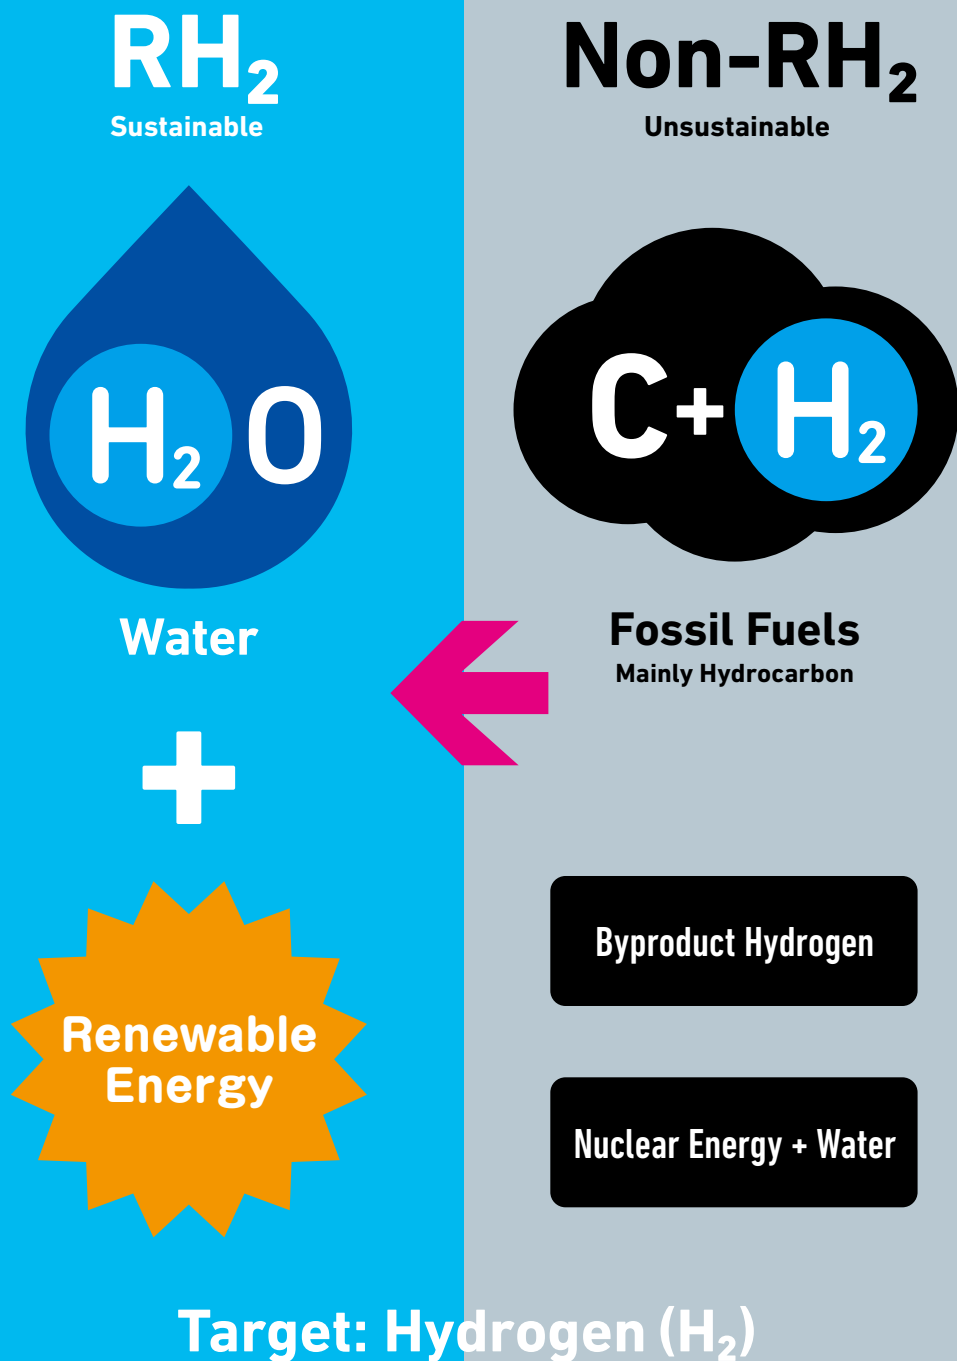 RH₂
Sustainable
H₂O
Water
+
Renewable
Energy
Non-RH₂
Unsustainable
C+H₂
Fossil Fuels
Mainly Hydrocarbon
Byproduct Hydrogen
Nuclear Energy + Water
Target: Hydrogen (H₂)